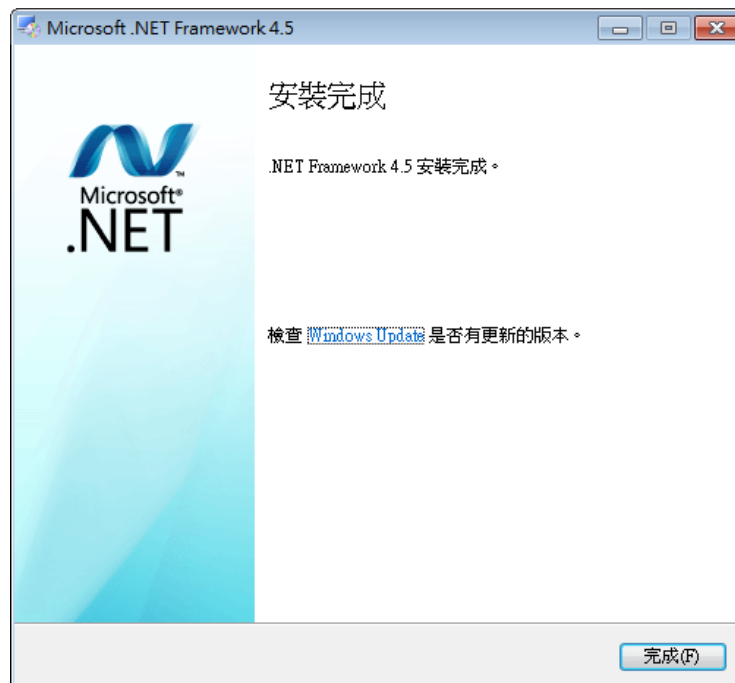 Microsoft .NET Framework 4.5
安裝完成
.NET Framework 4.5 安裝完成。
Microsoft®
.NET™
檢查 Windows Update 是否有更新的版本。
完成(F)